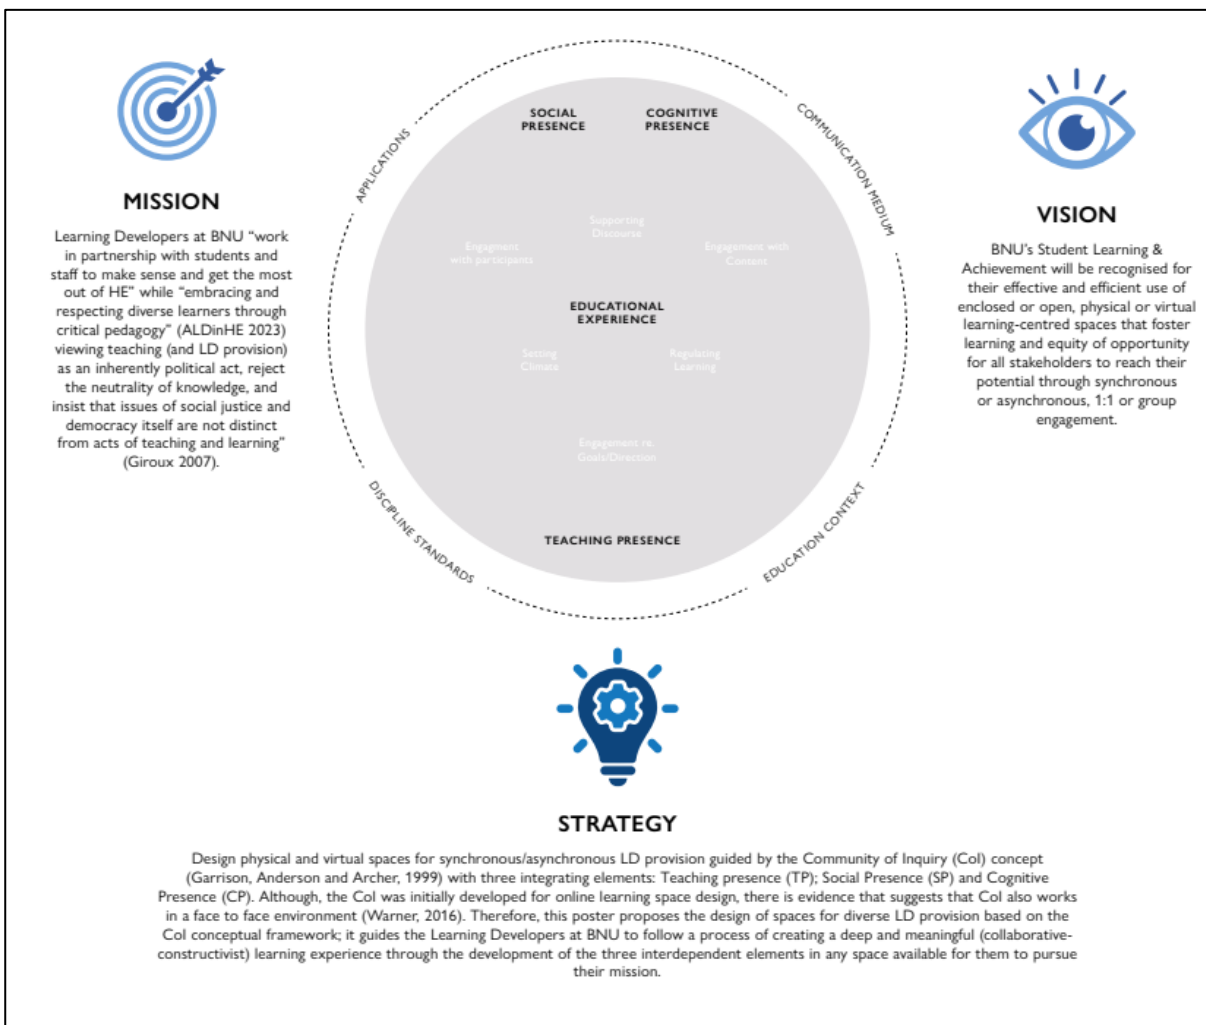 MISSION
Learning Developers at BNU “work
in partnership with students and
staff to make sense and get the most
out of HE” while “embracing and
respecting diverse learners through
critical pedagogy” (ALDinHE 2023)
viewing teaching (and LD provision)
as an inherently political act, reject
the neutrality of knowledge, and
insist that issues of social justice and
democracy itself are not distinct
from acts of teaching and learning”
(Giroux 2007).
APPLICATIONS
COMMUNICATION MEDIUM
DISCIPLINE STANDARDS
EDUCATION CONTEXT
SOCIAL
PRESENCE
COGNITIVE
PRESENCE
Supporting
Discourse
Engagment
with participants
Engagement with
Content
EDUCATIONAL
EXPERIENCE
Setting
Climate
Regulating
Learning
Engagement re.
Goals/Direction
TEACHING PRESENCE
VISION
BNU’s Student Learning &
Achievement will be recognised for
their effective and efficient use of
enclosed or open, physical or virtual
learning-centred spaces that foster
learning and equity of opportunity
for all stakeholders to reach their
potential through synchronous
or asynchronous, 1:1 or group
engagement.
STRATEGY
Design physical and virtual spaces for synchronous/asynchronous LD provision guided by the Community of Inquiry (CoI) concept
(Garrison, Anderson and Archer, 1999) with three integrating elements: Teaching presence (TP); Social Presence (SP) and Cognitive
Presence (CP). Although, the CoI was initially developed for online learning space design, there is evidence that suggests that CoI also works
in a face to face environment (Warner, 2016). Therefore, this poster proposes the design of spaces for diverse LD provision based on the
CoI conceptual framework; it guides the Learning Developers at BNU to follow a process of creating a deep and meaningful (collaborative-
constructivist) learning experience through the development of the three interdependent elements in any space available for them to pursue
their mission.